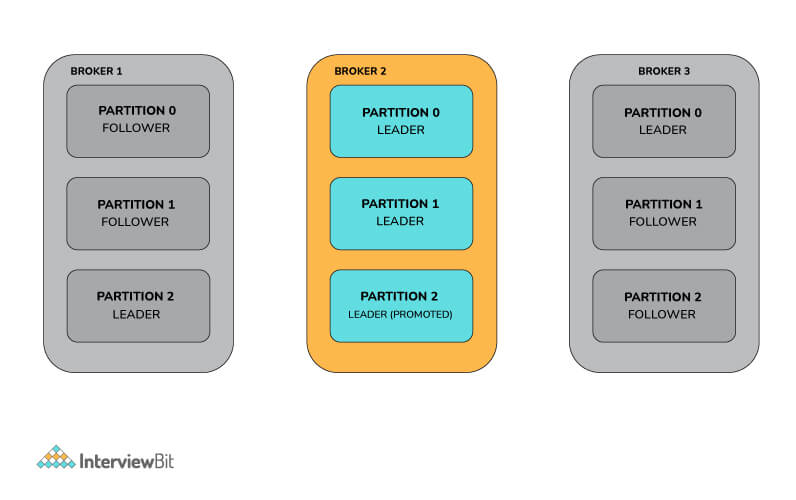 BROKER 1
PARTITION 0
FOLLOWER
PARTITION 1
FOLLOWER
PARTITION 2
LEADER
BROKER 2
PARTITION 0
LEADER
PARTITION 1
LEADER
PARTITION 2
LEADER (PROMOTED)
BROKER 3
PARTITION 0
LEADER
PARTITION 1
FOLLOWER
PARTITION 2
FOLLOWER
InterviewBit